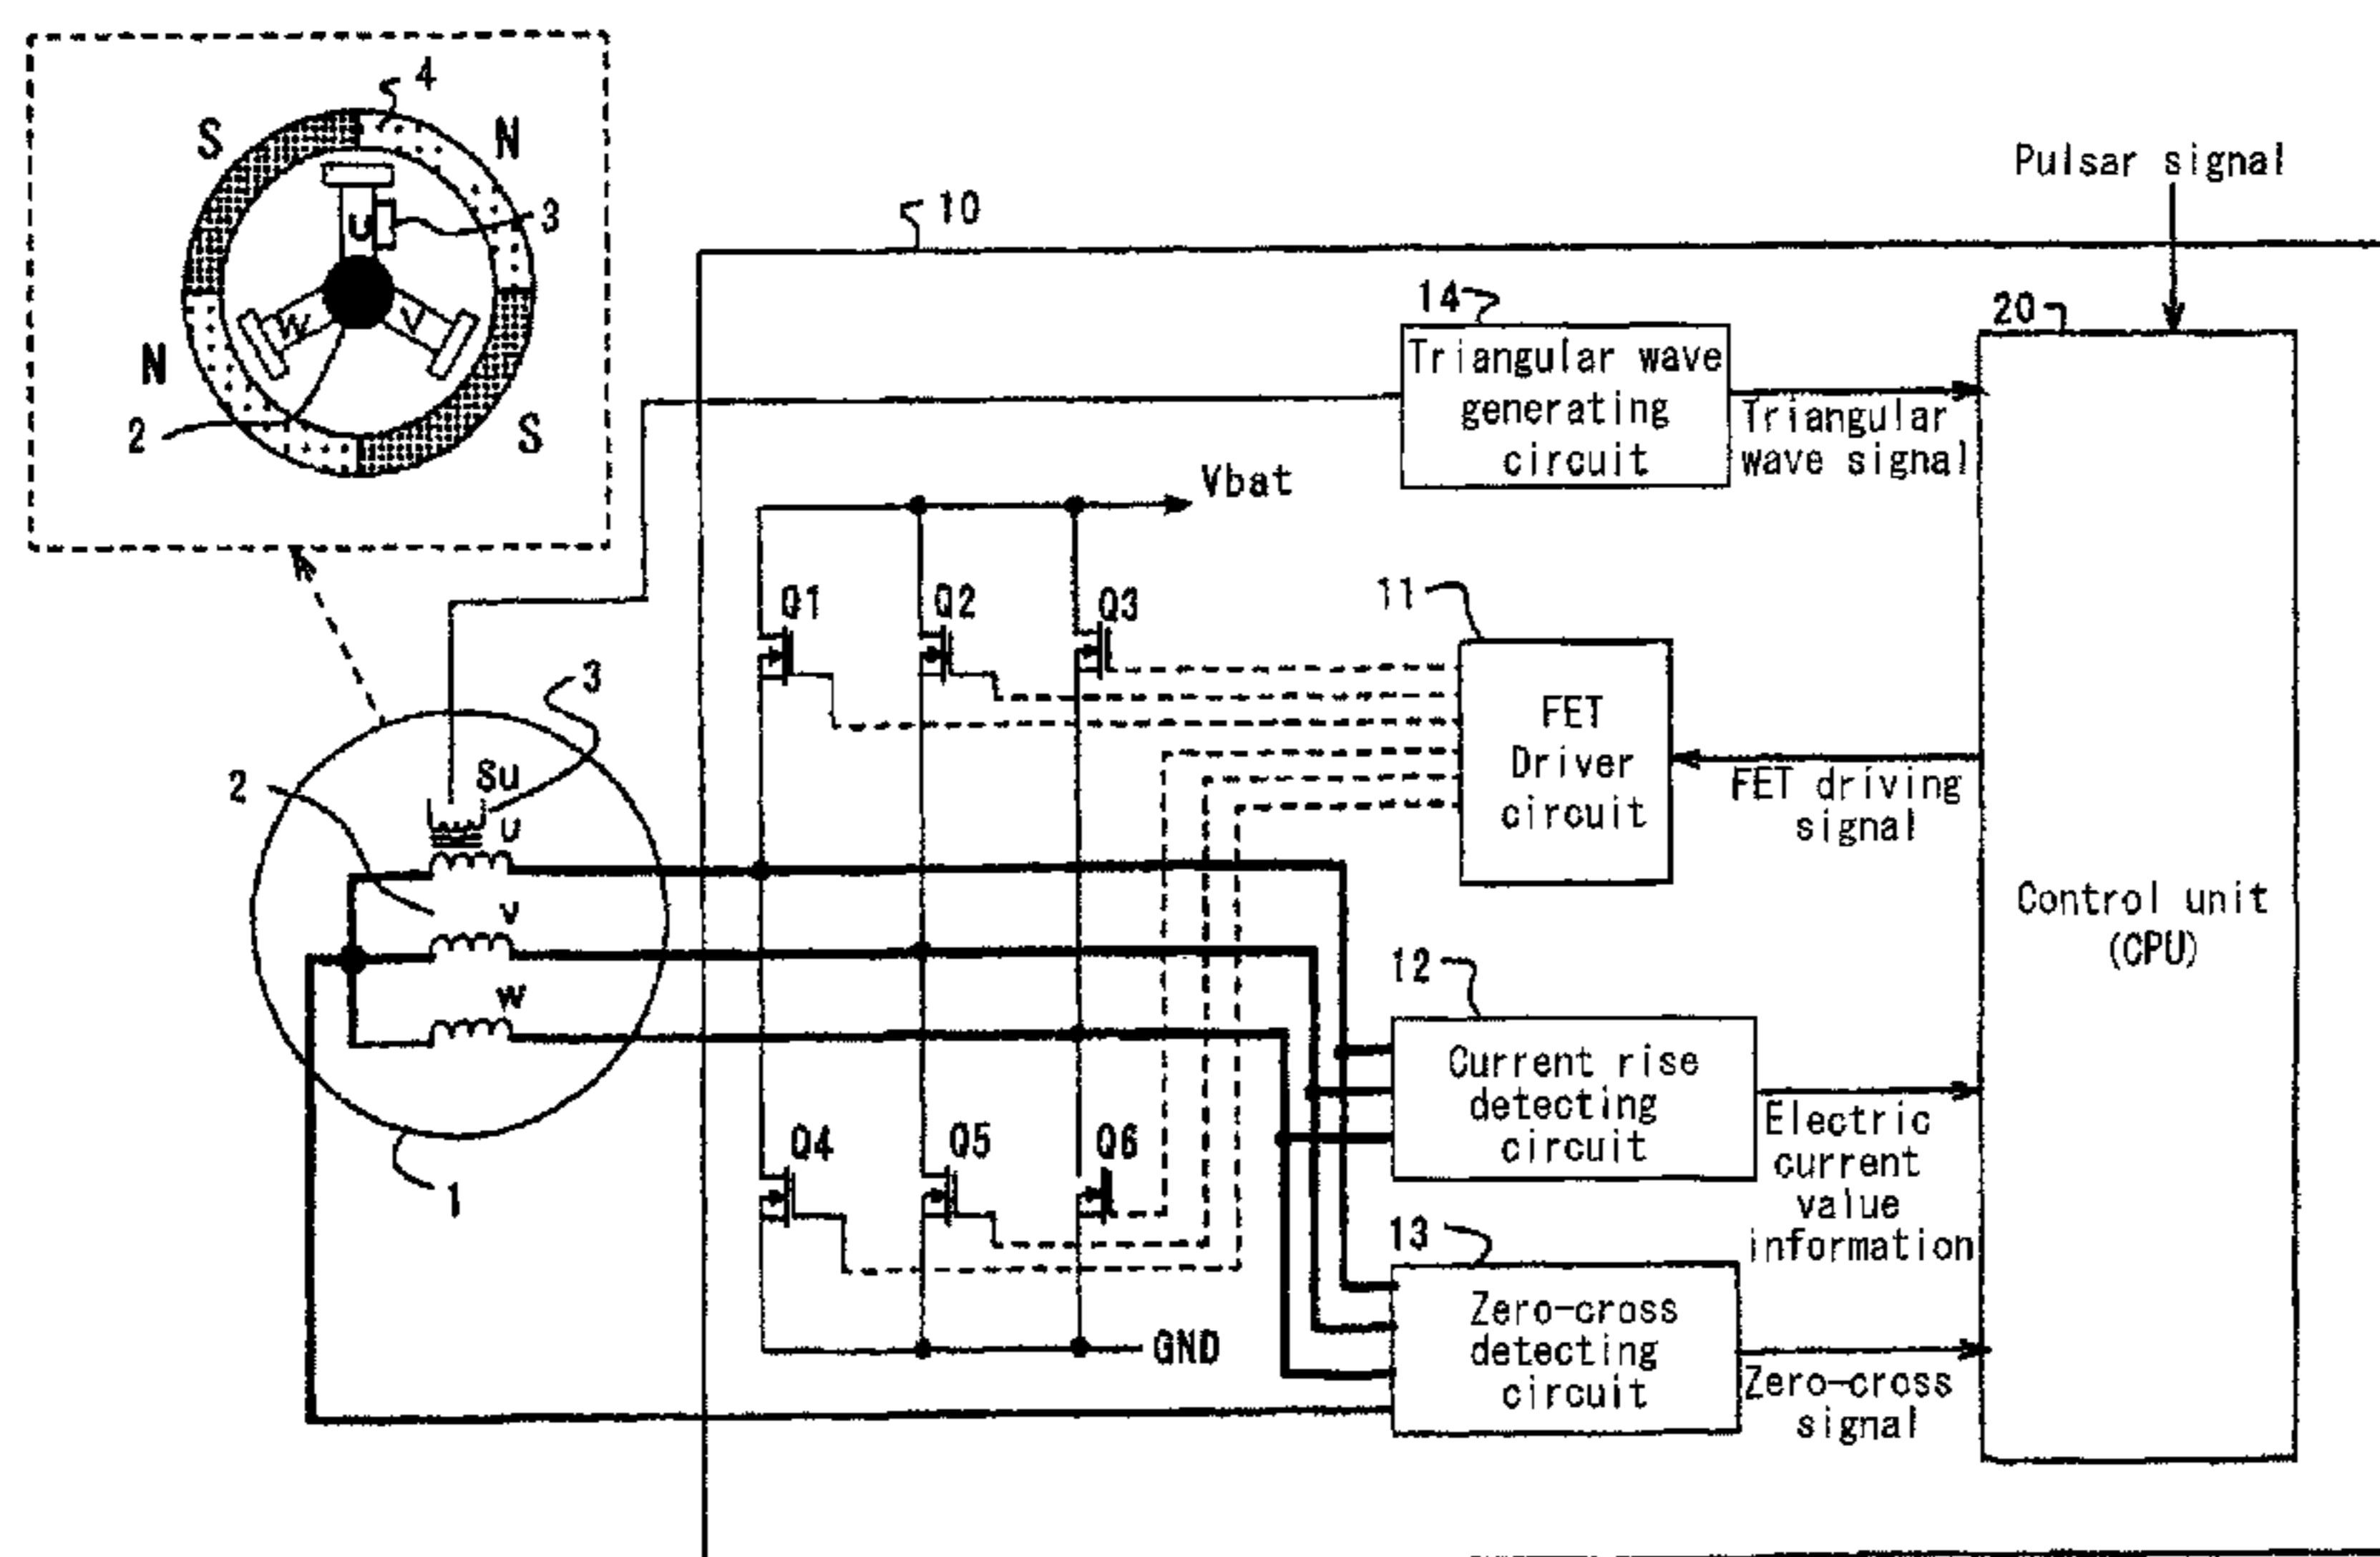 4
S
N
U
3
W
V
N
2
S
10
Pulsar signal
14
20
Triangular wave
generating
circuit
Triangular
wave signal
Vbat
Q1
Q2
Q3
11
FET
Driver
circuit
FET driving
signal
Control unit
(CPU)
3
2
Su
U
V
W
1
12
Current rise
detecting
circuit
Electric
current
value
information
Q4
Q5
Q6
13
Zero-cross
detecting
circuit
Zero-cross
signal
GND